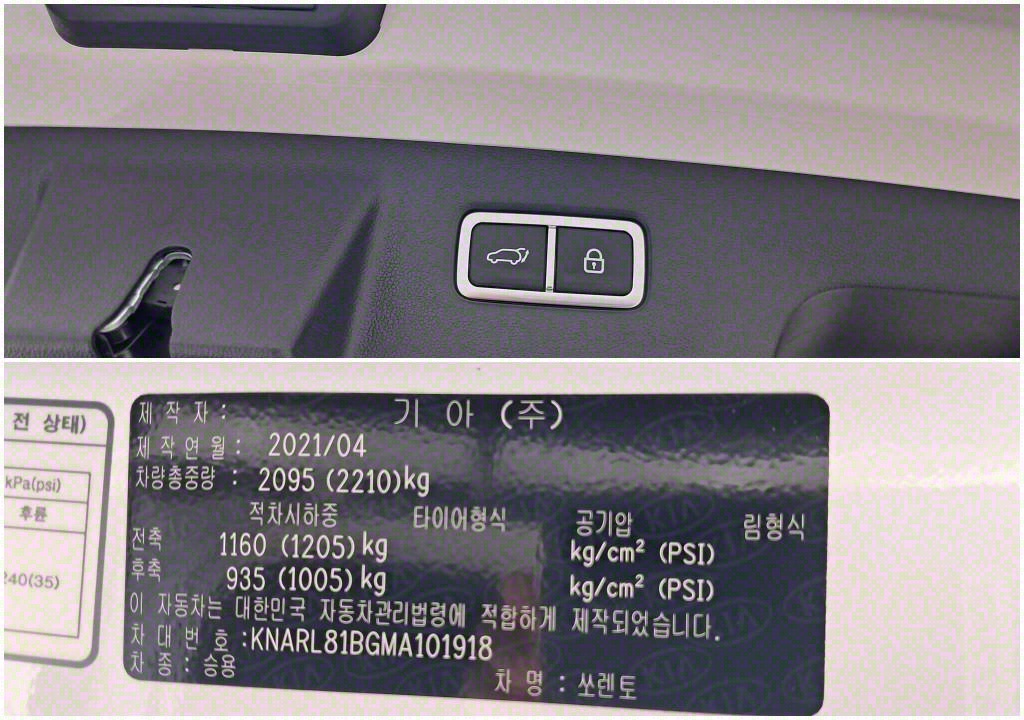 전 상태)
kPa(psi)
후륜
240(35)
제 작 자 : 기 아 (주)
제 작 연 월 : 2021/04
차량총중량 : 2095 (2210)kg
적차시하중 타이어형식 공기압 림형식
전축 1160 (1205)kg kg/cm² (PSI)
후축 935 (1005)kg kg/cm² (PSI)
이 자동차는 대한민국 자동차관리법령에 적합하게 제작되었습니다.
차 대 번 호 :KNARL81BGMA101918
차 종 : 승용 차 명 : 쏘렌토